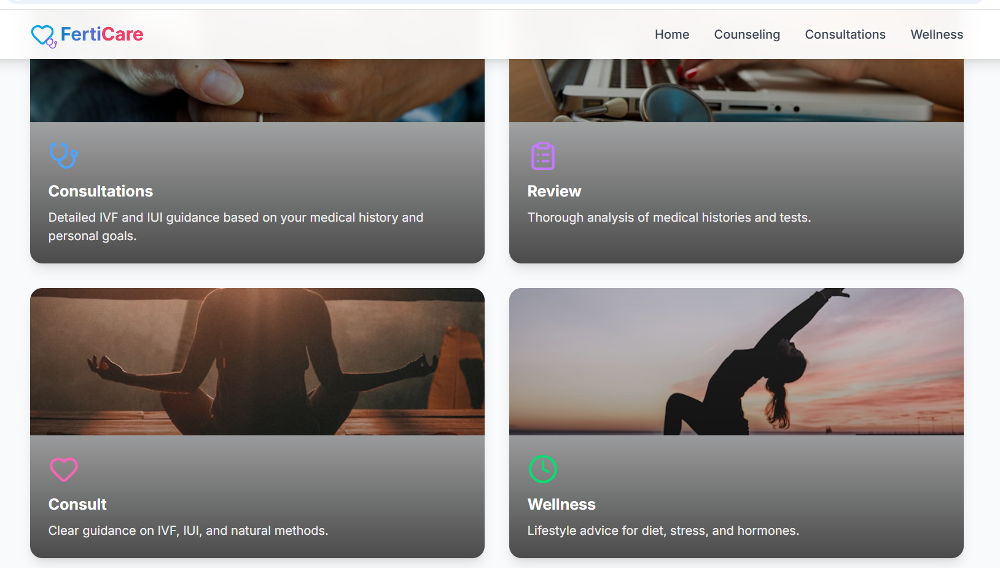 FertiCare
Home
Counseling
Consultations
Wellness
Consultations
Detailed IVF and IUI guidance based on your medical history and
personal goals.
Review
Thorough analysis of medical histories and tests.
Consult
Clear guidance on IVF, IUI, and natural methods.
Wellness
Lifestyle advice for diet, stress, and hormones.